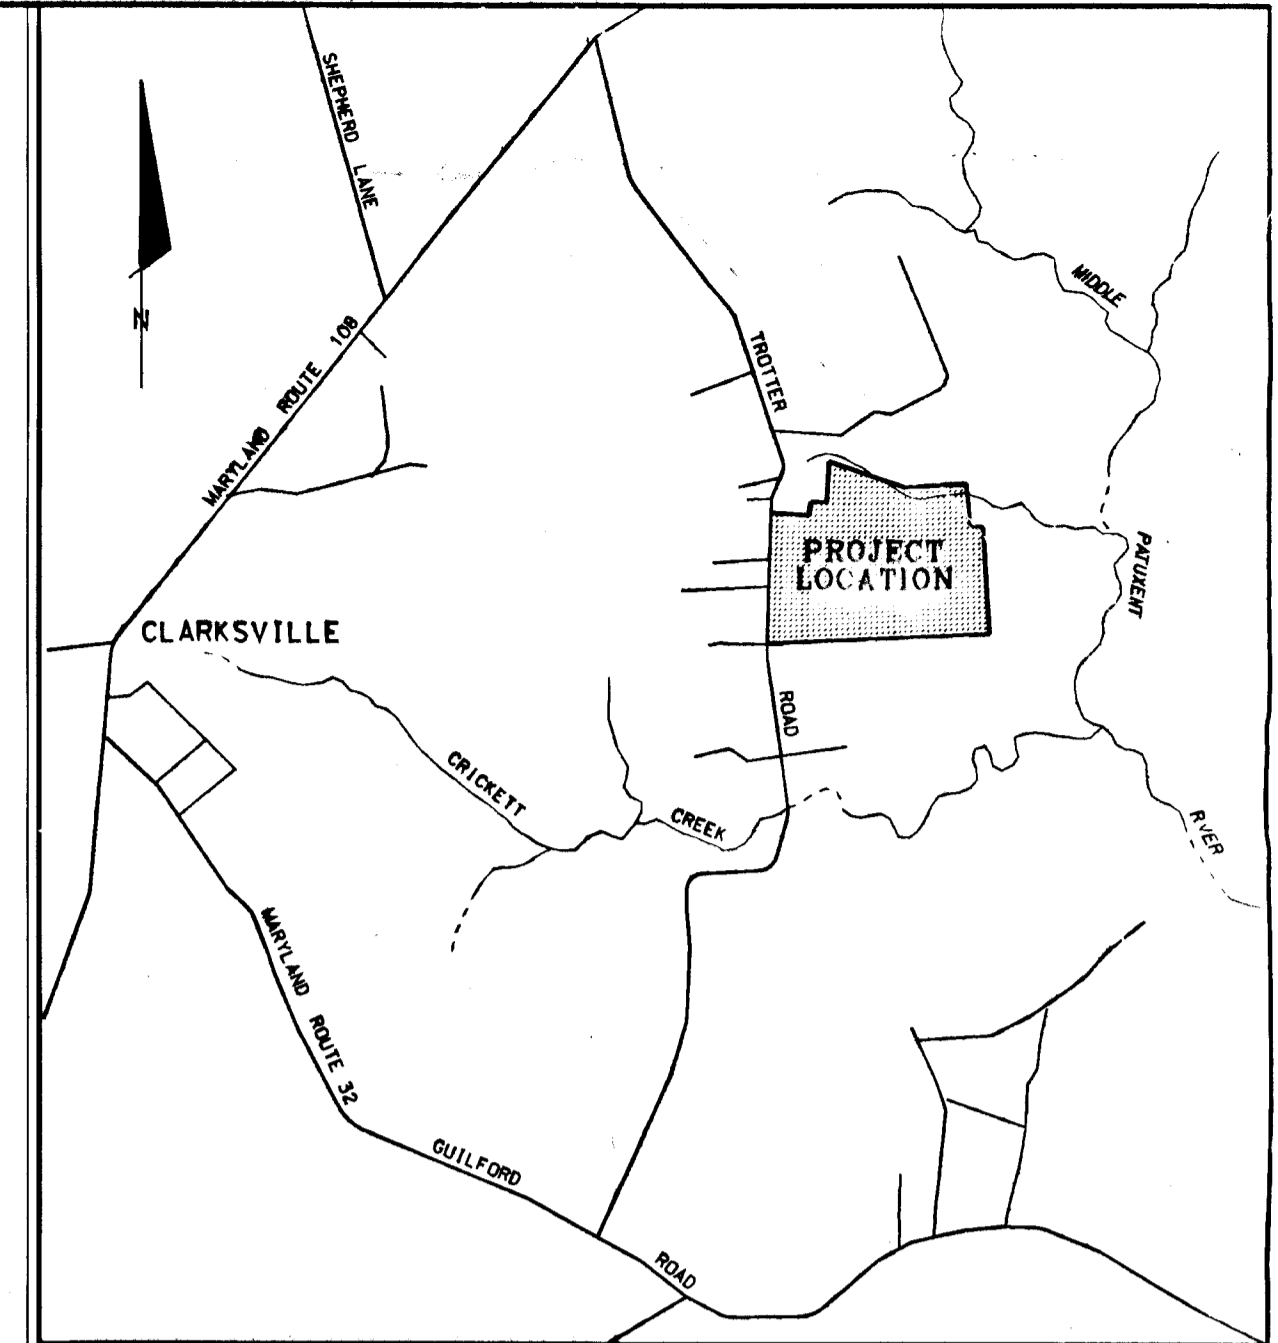 SHEPHERD LANE
N
MARYLAND ROUTE 108
MIDDLE
TROTTER
PROJECT
LOCATION
PATUXENT
CLARKSVILLE
ROAD
CRICKETT
CREEK
RVER
MARYLAND ROUTE 32
GUILFORD
ROAD